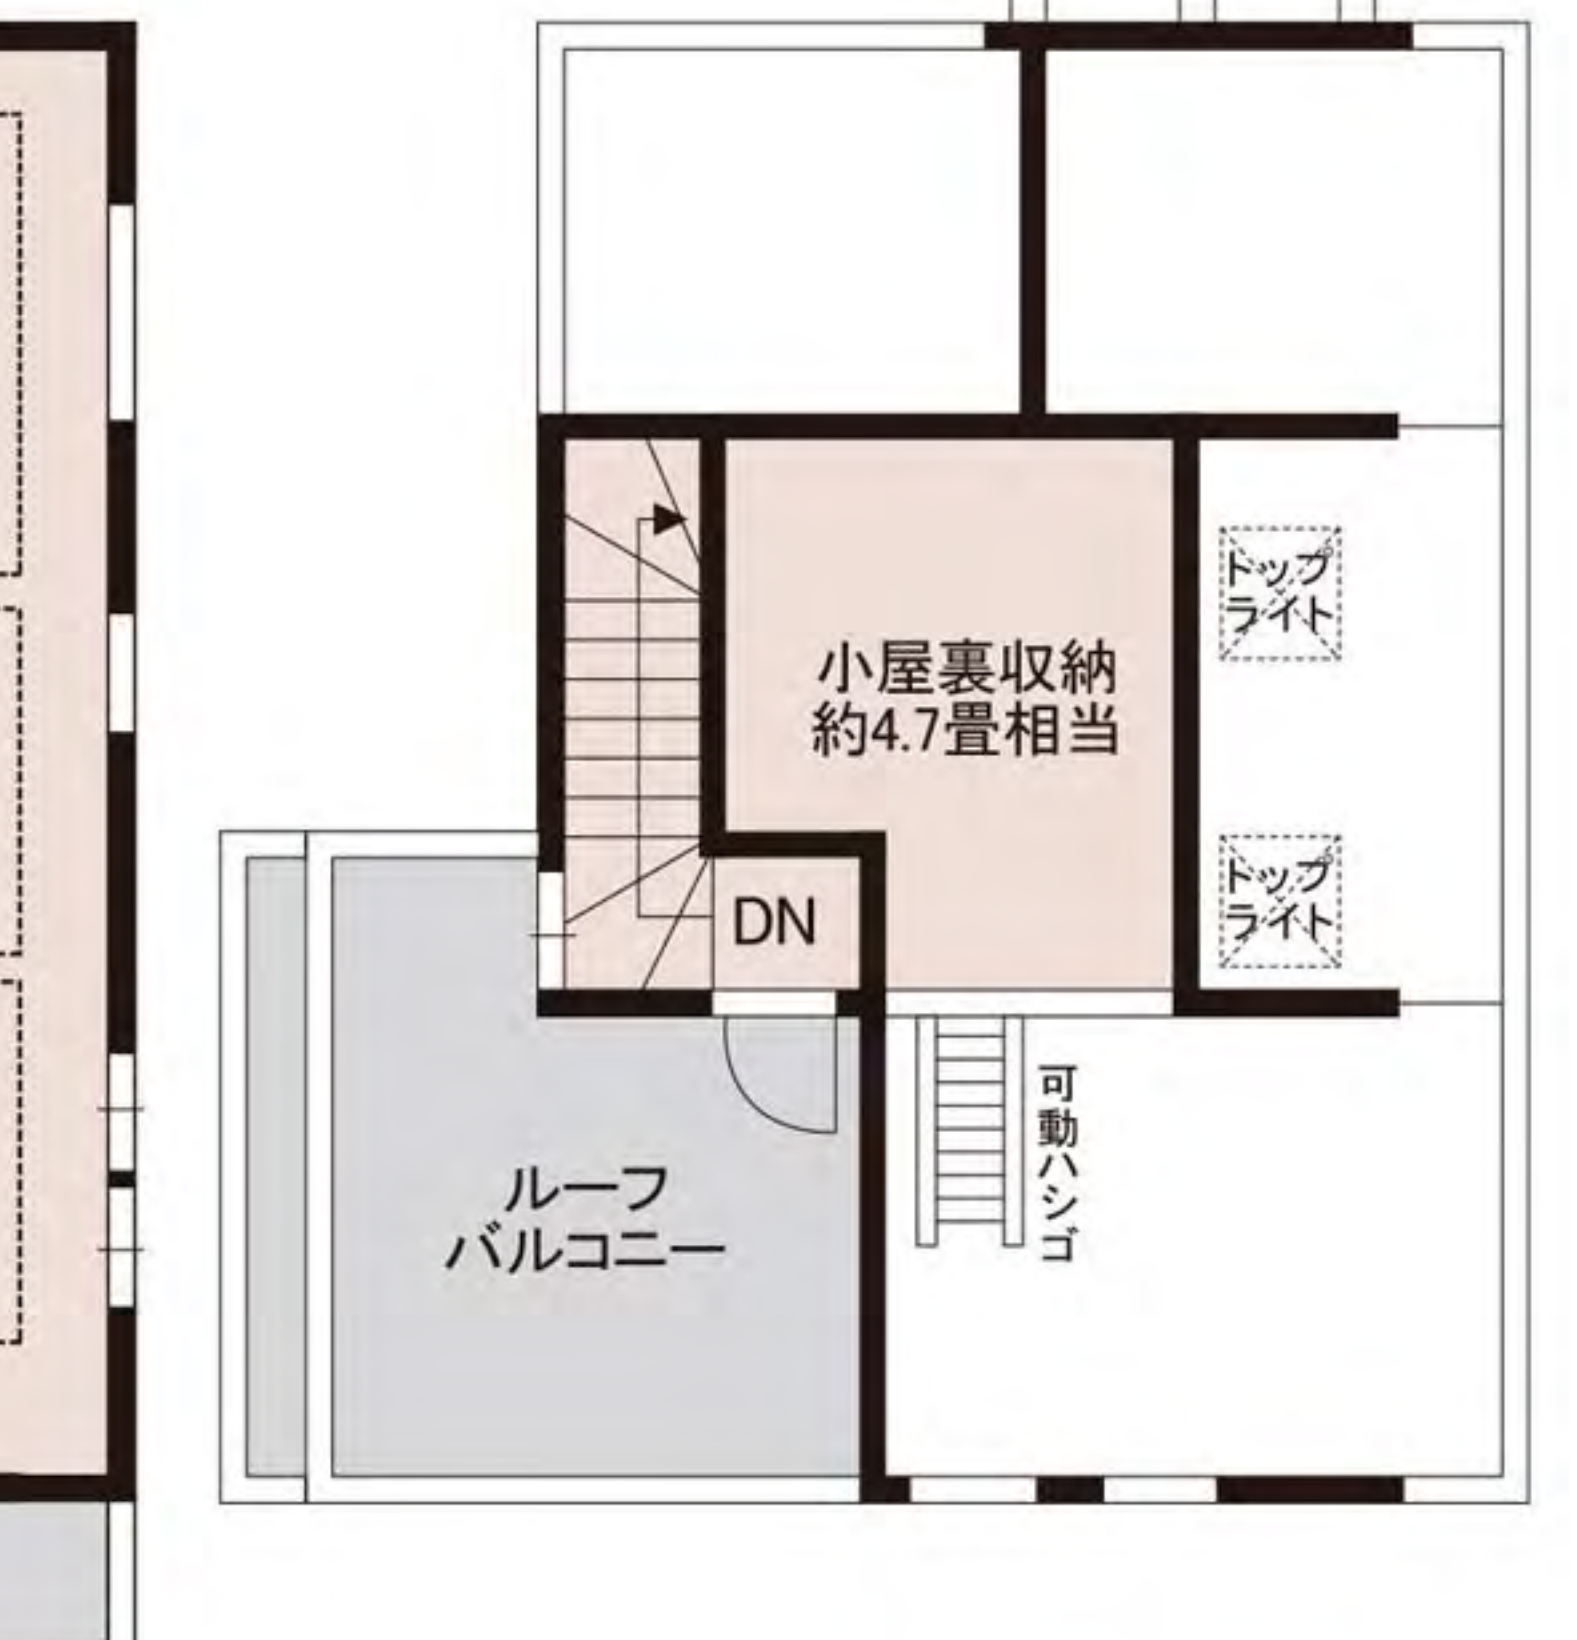 トップ
ライト
小屋裏収納
約4.7畳相当
トップ
ライト
DN
可動ハシゴ
ルーフ
バルコニー